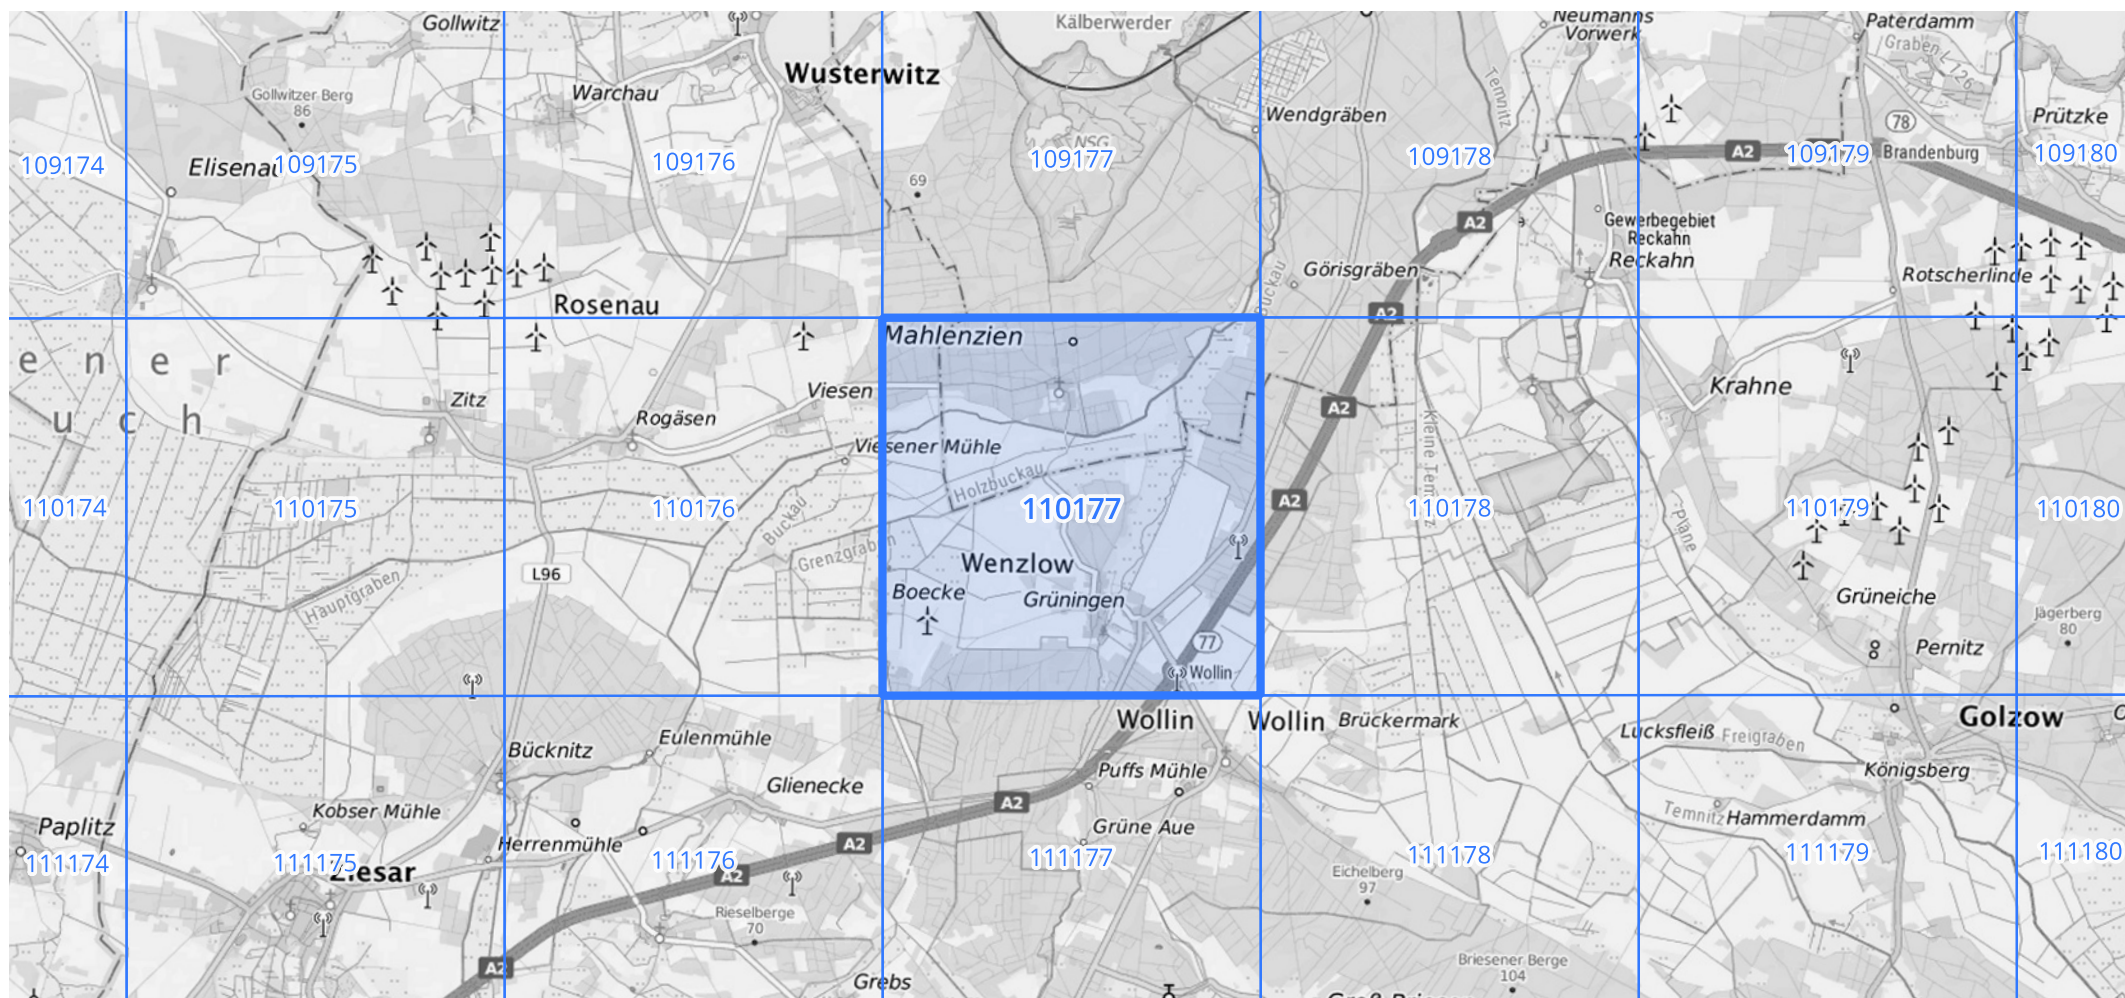 Gollwitz
Kälberwerder
Neumanns
Vorwerk
Paterdamm
Graben L 126
Wusterwitz
Gollwitzer Berg
86
Warchau
Wendgräben
Temnitz
78
Prützke
NSG
A2
Brandenburg
109174
Elisenau
109175
109176
109177
109178
109179
109180
69
A2
Gewerbegebiet
Reckahn
Reckahn
Görisgräben
Rotscherlinde
Buckau
Rosenau
A2
Mahlenzien
e n e r
u c h
Zitz
Viesen
Rogäsen
Krahne
A2
Viesener Mühle
Kleine Temnitz
Holzbuckau
A2
110174
110175
110176
110177
110178
110179
110180
Buckau
Plane
Grenzgraben
Wenzlow
L96
Hauptgraben
Boecke
Grüningen
Grüneiche
Jägerberg
80
77
Pernitz
Wollin
Wollin
Wollin
Brückermark
Golzow
Lucksfleiß
Freigraben
Bücknitz
Eulenmühle
Puffs Mühle
Königsberg
Glienecke
A2
Kobser Mühle
Temnitz
Hammerdamm
Paplitz
Herrenmühle
A2
Grüne Aue
111174
111175
111176
111177
111178
111179
111180
Ziesar
A2
Eichelberg
97
Rieselberge
70
A2
Grebs
Briesener Berge
104